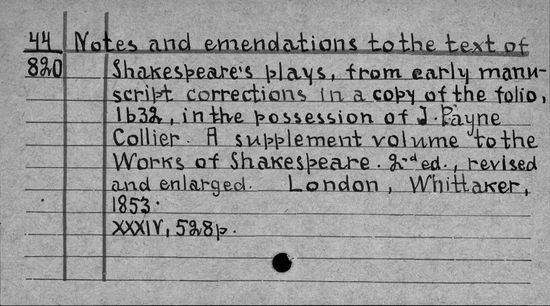 44 Notes and emendations to the text of
820 Shakespeare's plays, from early manu-
script corrections in a copy of the folio,
1632, in the possession of J. Payne
Collier. A supplement volume to the
Works of Shakespeare. 2nd ed., revised
and enlarged. London, Whittaker,
1853.
XXXIV, 528p.